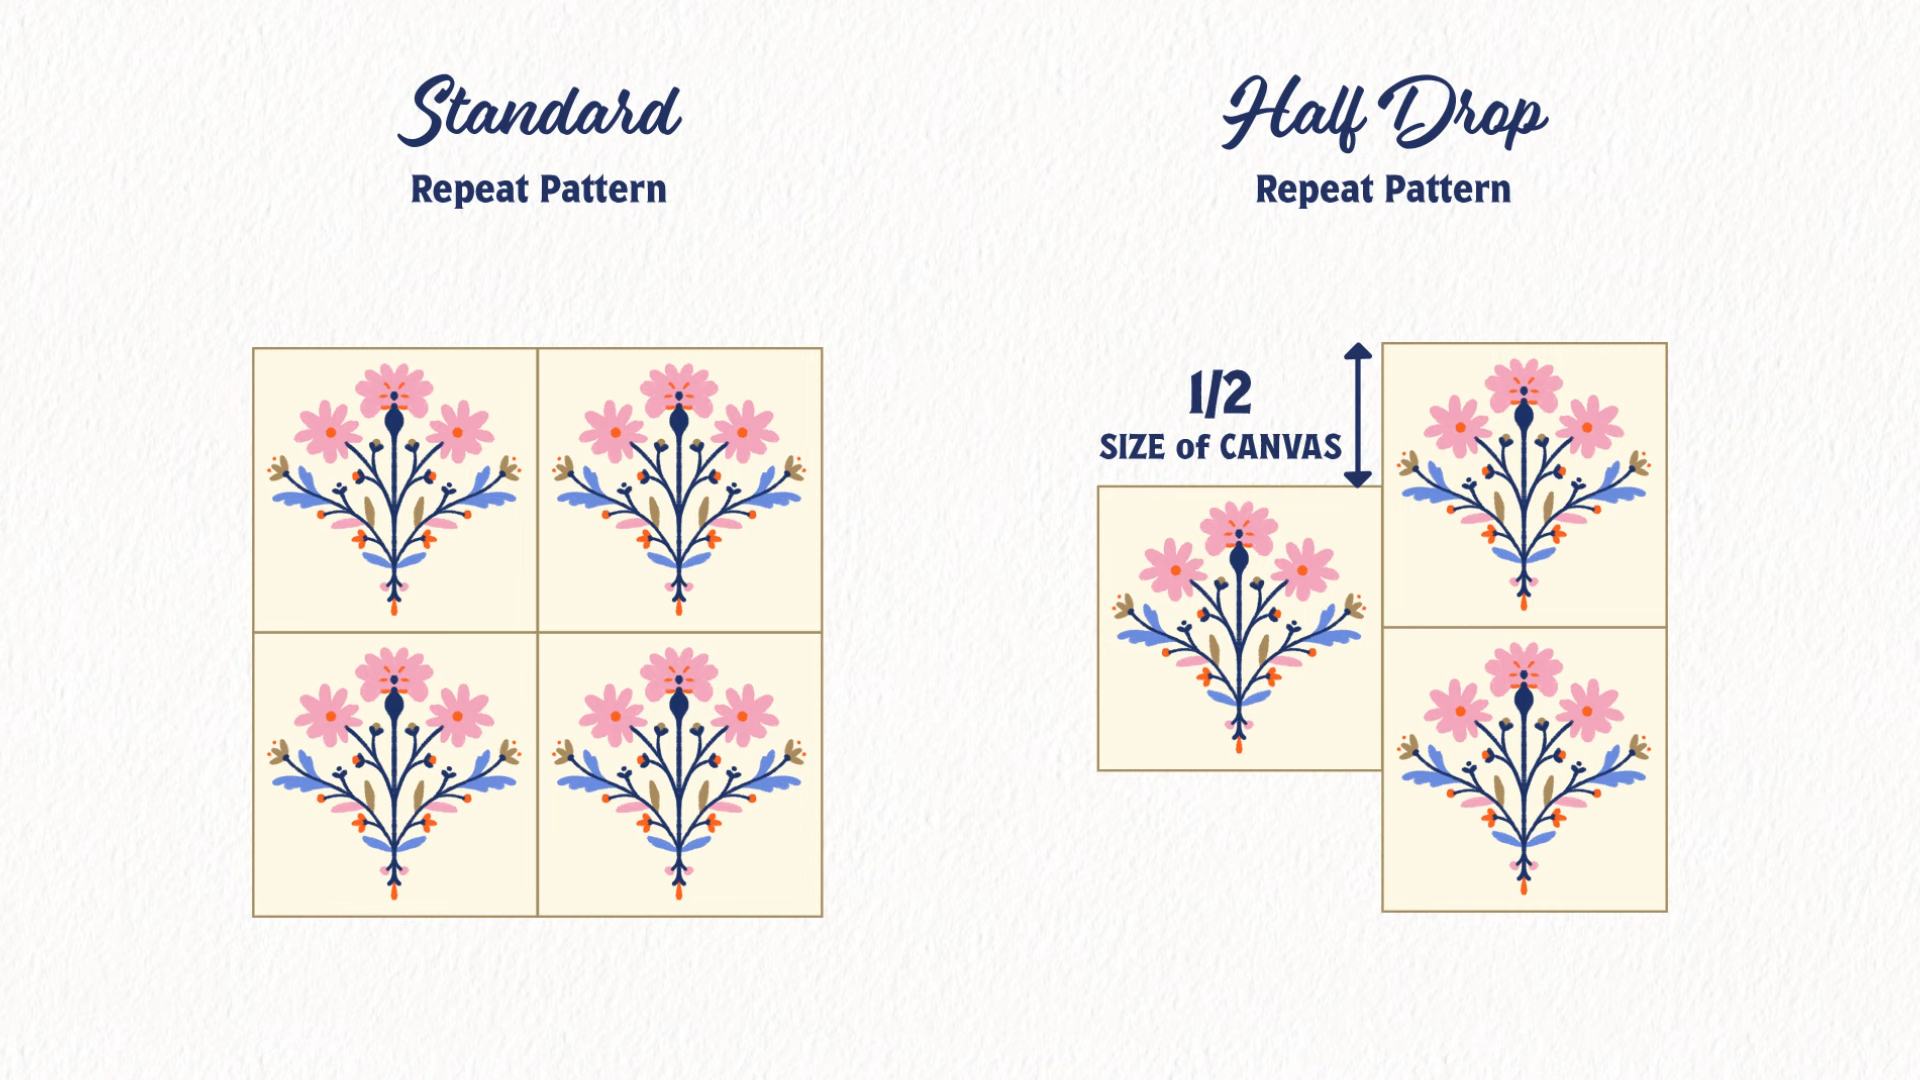 Standard
Repeat Pattern
Half Drop
Repeat Pattern
1/2
SIZE of CANVAS